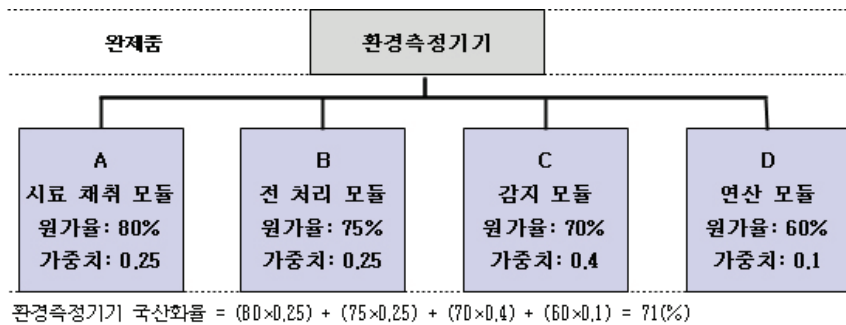 완제품
환경측정기기
A
시료 채취 모듈
원가율: 80%
가중치: 0.25
B
전 처리 모듈
원가율: 75%
가중치: 0.25
C
감지 모듈
원가율: 70%
가중치: 0.4
D
연산 모듈
원가율: 60%
가중치: 0.1
환경측정기기 국산화율 = (80×0.25) + (75×0.25) + (70×0.4) + (60×0.1) = 71(%)